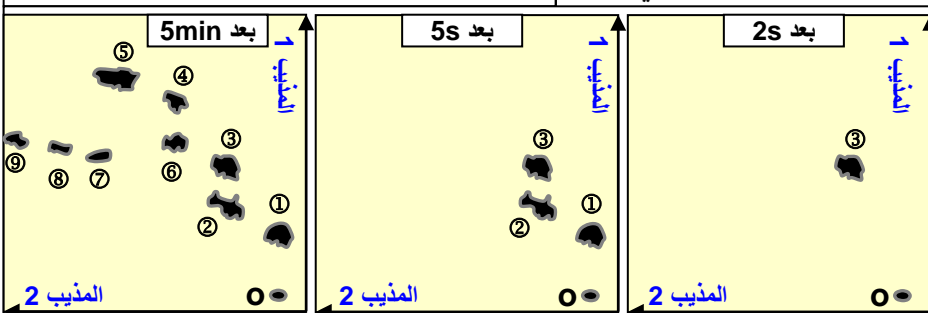 بعد 2s
المذيب 1
③
المذيب 2
O
بعد 5s
المذيب 1
③
①
②
المذيب 2
O
بعد 5min
المذيب 1
⑤
④
③
⑨
⑥
⑧
⑦
①
②
المذيب 2
O